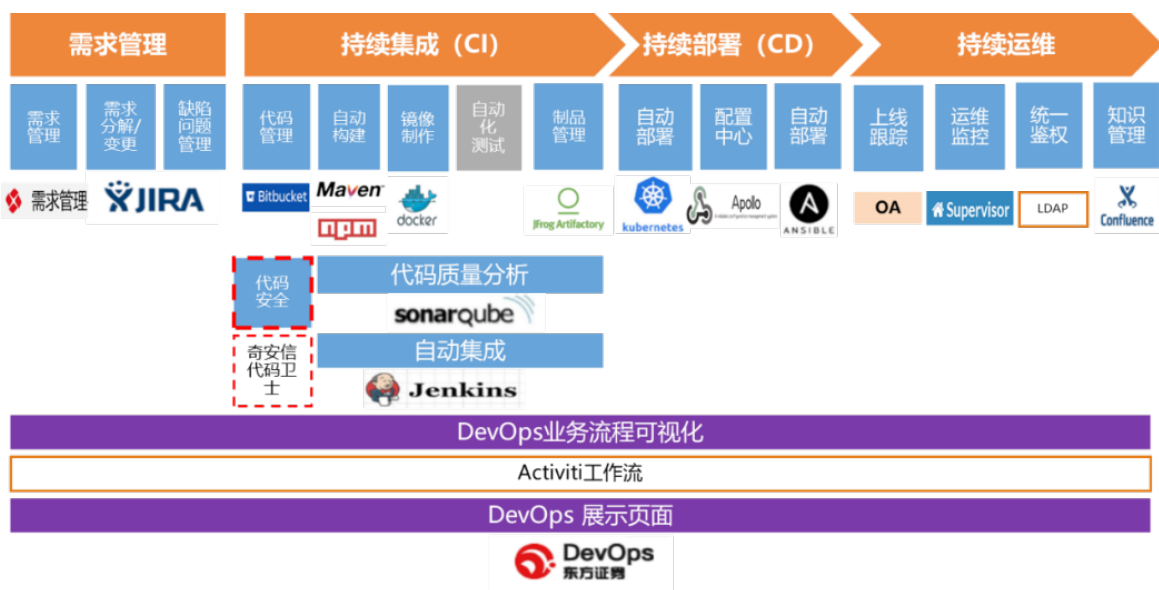 需求管理
持续集成（CI）
持续部署（CD）
持续运维
需求
管理
需求
分解/
变更
缺陷
问题
管理
代码
管理
自动
构建
镜像
制作
自动
化
测试
制品
管理
自动
部署
配置
中心
自动
部署
上线
跟踪
运维
监控
统一
鉴权
知识
管理
需求管理
JIRA
Bitbucket
Maven
npm
docker
JFrog Artifactory
kubernetes
Apollo
ANSIBLE
OA
Supervisor
LDAP
Confluence
代码
安全
代码质量分析
sonarqube
奇安信
代码卫
士
自动集成
Jenkins
DevOps业务流程可视化
Activiti工作流
DevOps 展示页面
DevOps
东方证券